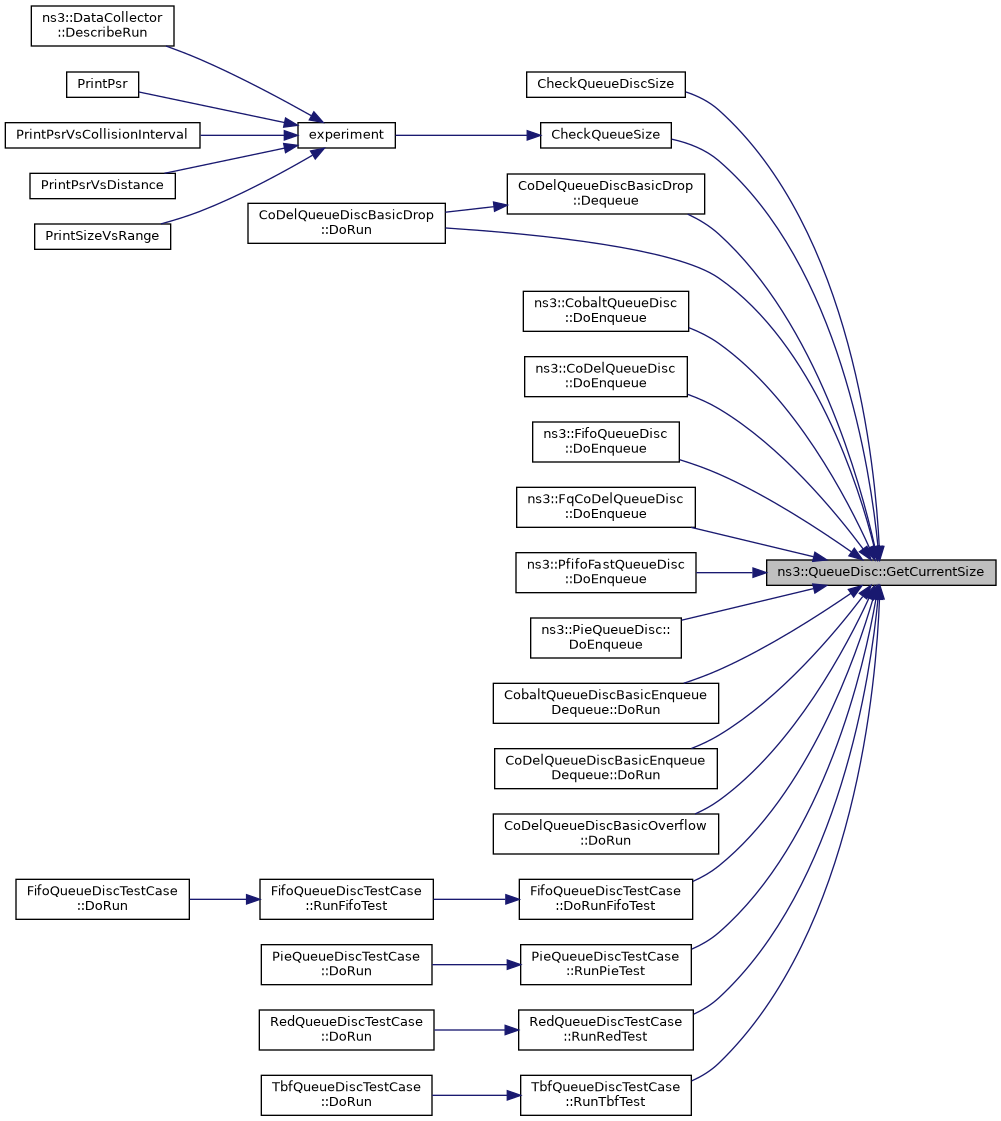 ns3::DataCollector
::DescribeRun
PrintPsr
PrintPsrVsCollisionInterval
PrintPsrVsDistance
PrintSizeVsRange
experiment
CheckQueueDiscSize
CheckQueueSize
CoDelQueueDiscBasicDrop
::Dequeue
CoDelQueueDiscBasicDrop
::DoRun
ns3::CobaltQueueDisc
::DoEnqueue
ns3::CoDelQueueDisc
::DoEnqueue
ns3::FifoQueueDisc
::DoEnqueue
ns3::FqCoDelQueueDisc
::DoEnqueue
ns3::PfifoFastQueueDisc
::DoEnqueue
ns3::QueueDisc::GetCurrentSize
ns3::PieQueueDisc::
DoEnqueue
CobaltQueueDiscBasicEnqueue
Dequeue::DoRun
CoDelQueueDiscBasicEnqueue
Dequeue::DoRun
CoDelQueueDiscBasicOverflow
::DoRun
FifoQueueDiscTestCase
::DoRun
FifoQueueDiscTestCase
::RunFifoTest
FifoQueueDiscTestCase
::DoRunFifoTest
PieQueueDiscTestCase
::DoRun
PieQueueDiscTestCase
::RunPieTest
RedQueueDiscTestCase
::DoRun
RedQueueDiscTestCase
::RunRedTest
TbfQueueDiscTestCase
::DoRun
TbfQueueDiscTestCase
::RunTbfTest